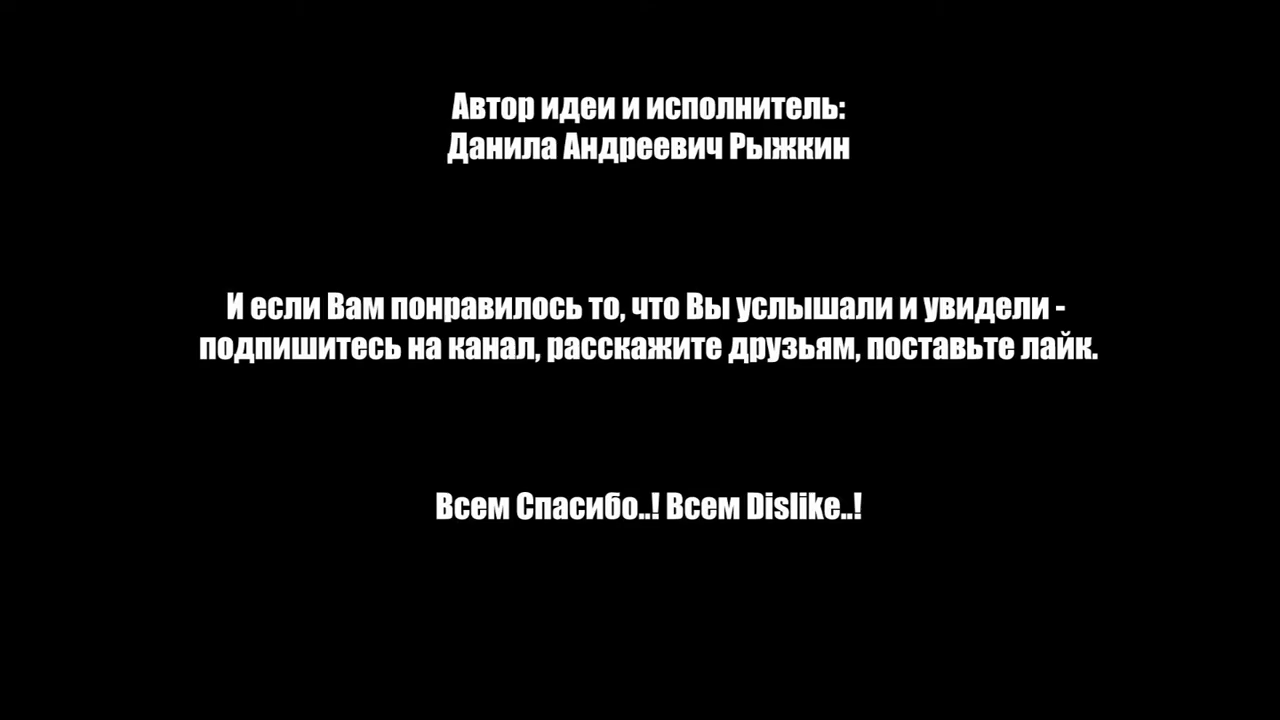 Автор идеи и исполнитель:
Данила Андреевич Рыжкин
И если Вам понравилось то, что Вы услышали и увидели -
подпишитесь на канал, расскажите друзьям, поставьте лайк.
Всем Спасибо..! Всем Dislike..!